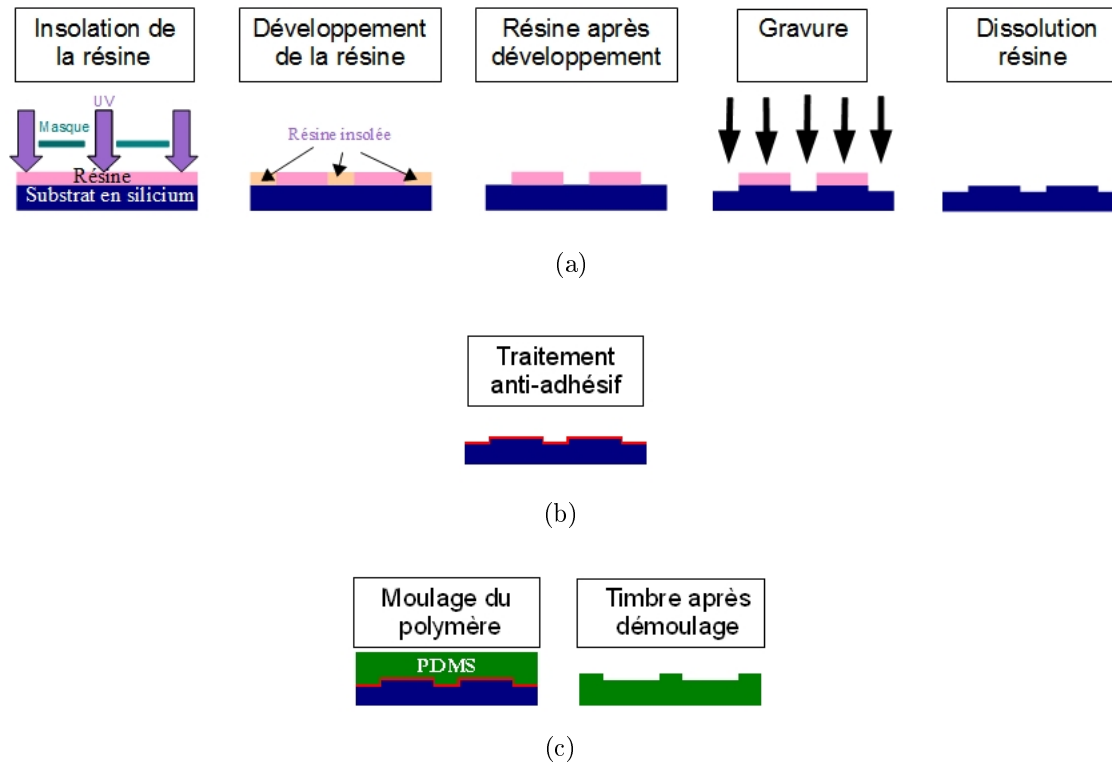 Insolation de
la résine
Développement
de la résine
Résine après
développement
Gravure
Dissolution
résine
UV
Masque
Résine
Substrat en silicium
Résine insolée
(a)
Traitement
anti-adhésif
(b)
Moulage du
polymère
Timbre après
démoulage
PDMS
(c)